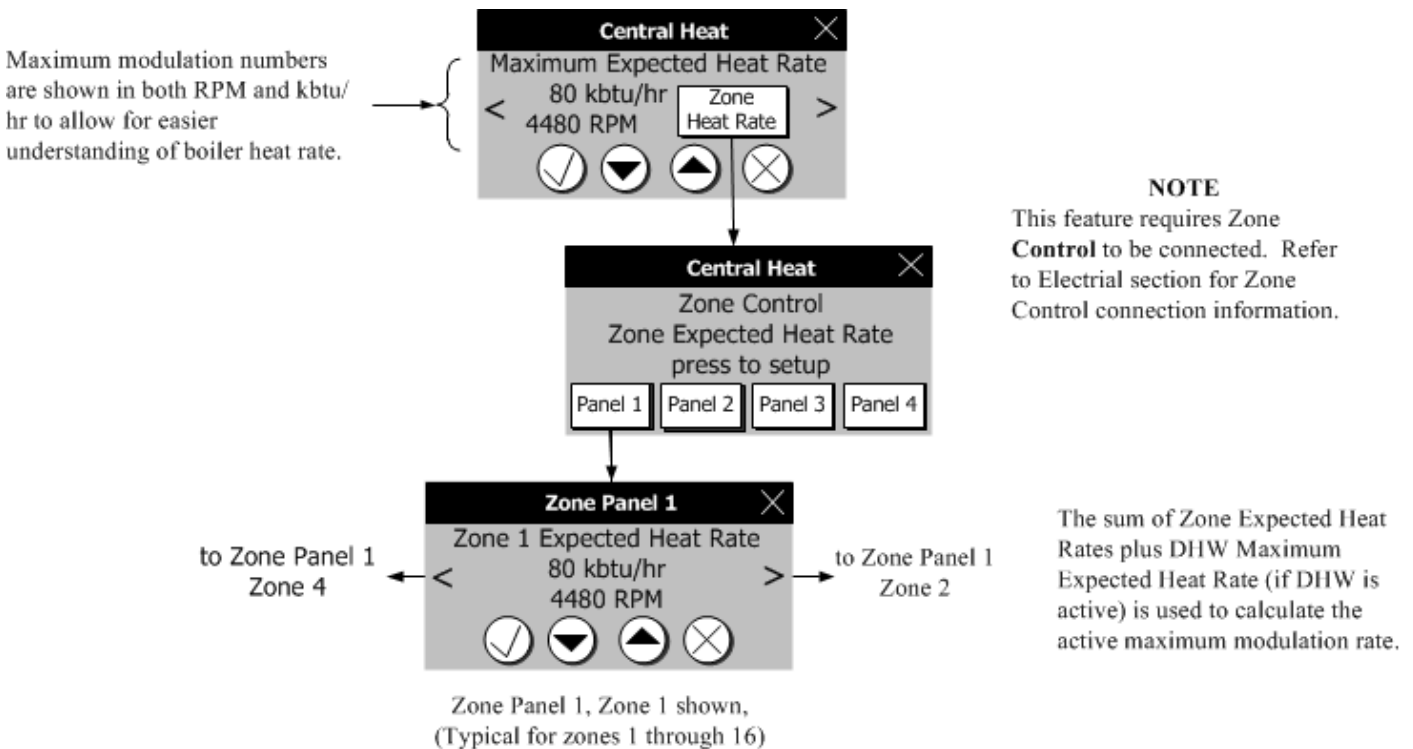 Maximum modulation numbers
are shown in both RPM and kbtu/
hr to allow for easier
understanding of boiler heat rate.
Central Heat
Maximum Expected Heat Rate
< 80 kbtu/hr Zone >
4480 RPM Heat Rate
NOTE
This feature requires Zone
Control to be connected. Refer
to Electrial section for Zone
Control connection information.
Central Heat
Zone Control
Zone Expected Heat Rate
press to setup
Panel 1 Panel 2 Panel 3 Panel 4
Zone Panel 1
Zone 1 Expected Heat Rate
< 80 kbtu/hr >
4480 RPM
to Zone Panel 1
Zone 4
to Zone Panel 1
Zone 2
The sum of Zone Expected Heat
Rates plus DHW Maximum
Expected Heat Rate (if DHW is
active) is used to calculate the
active maximum modulation rate.
Zone Panel 1, Zone 1 shown,
(Typical for zones 1 through 16)